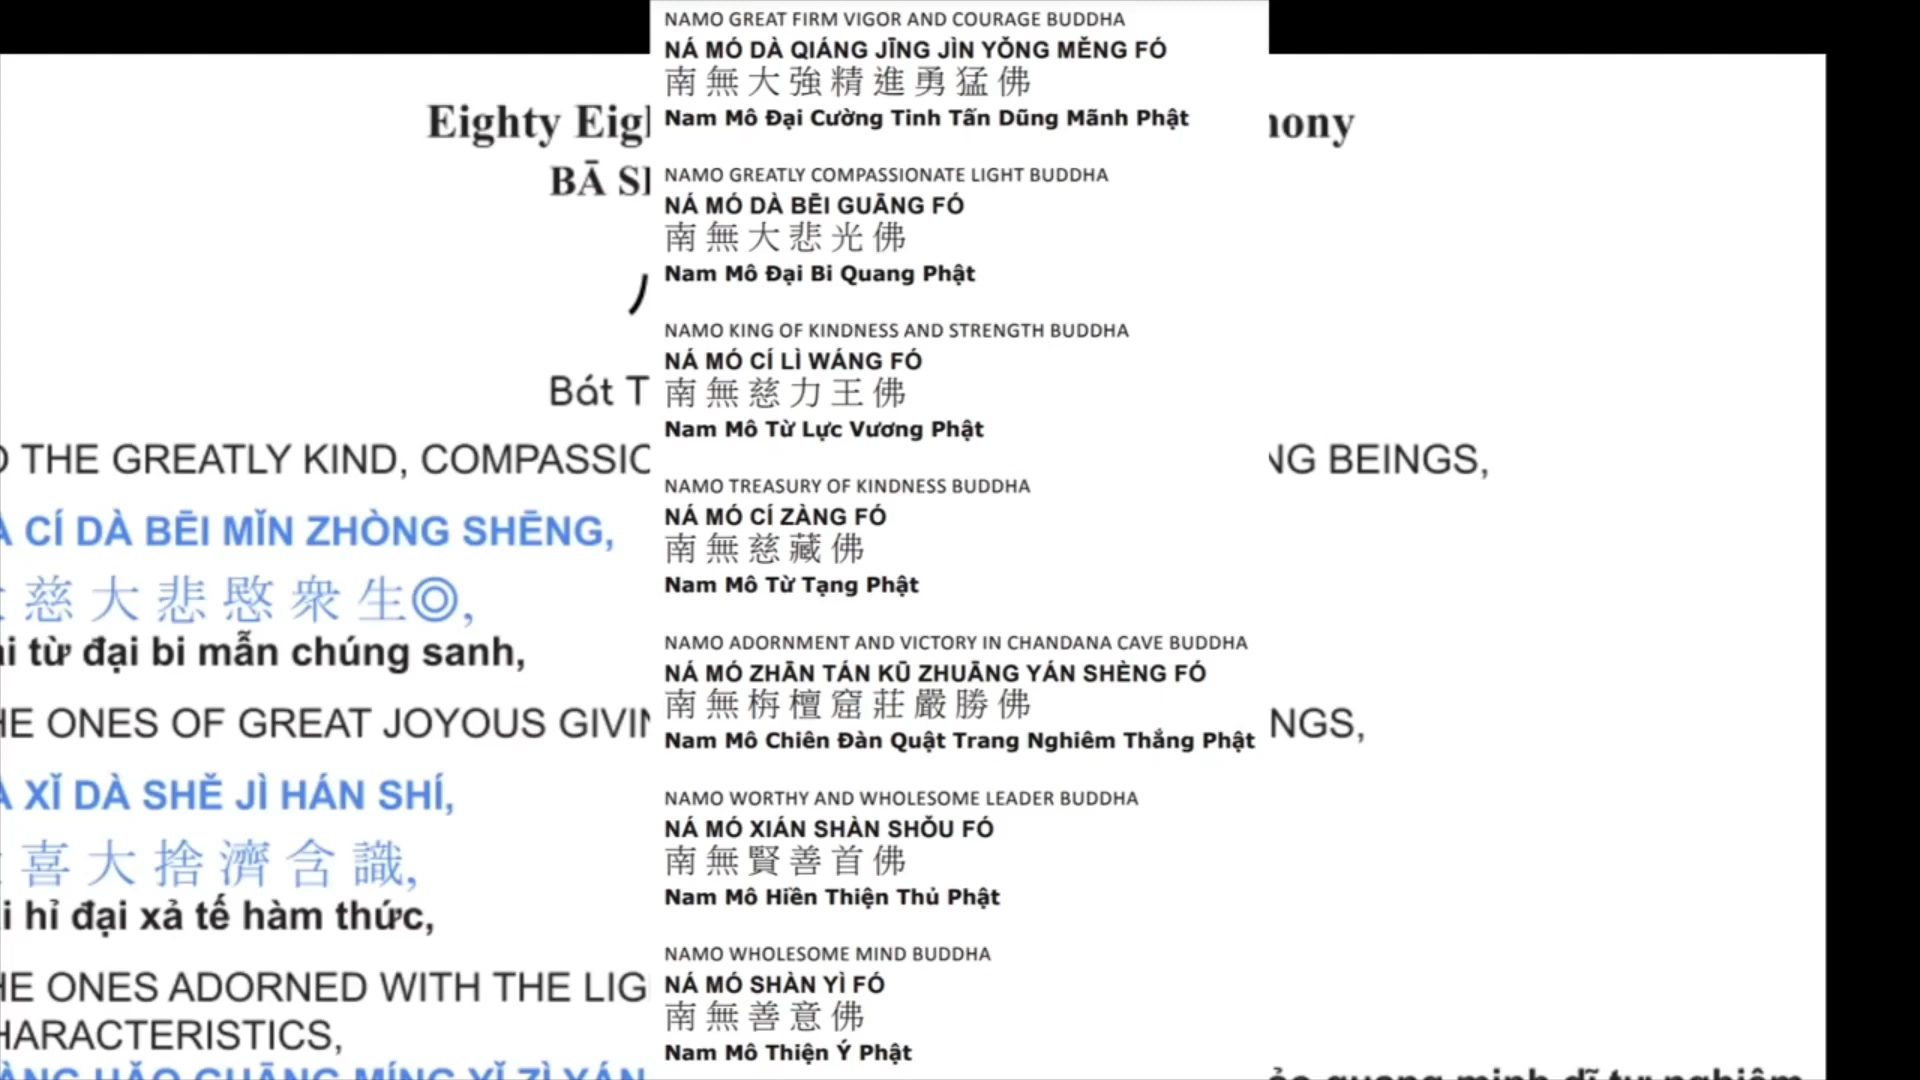 NAMO GREAT FIRM VIGOR AND COURAGE BUDDHA
NÁ MÓ DÀ QIÁNG JĪNG JÌN YǑNG MĚNG FÓ
南無大強精進勇猛佛
Nam Mô Đại Cường Tinh Tấn Dũng Mãnh Phật
NAMO GREATLY COMPASSIONATE LIGHT BUDDHA
NÁ MÓ DÀ BĒI GUĀNG FÓ
南無大悲光佛
Nam Mô Đại Bi Quang Phật
NAMO KING OF KINDNESS AND STRENGTH BUDDHA
NÁ MÓ CÍ LÌ WÁNG FÓ
南無慈力王佛
Nam Mô Từ Lực Vương Phật
NAMO TREASURY OF KINDNESS BUDDHA
NÁ MÓ CÍ ZÀNG FÓ
南無慈藏佛
Nam Mô Từ Tạng Phật
NAMO ADORNMENT AND VICTORY IN CHANDANA CAVE BUDDHA
NÁ MÓ ZHĀN TÁN KŪ ZHUĀNG YÁN SHÈNG FÓ
南無栴檀窟莊嚴勝佛
Nam Mô Chiên Đàn Quật Trang Nghiêm Thắng Phật
NAMO WORTHY AND WHOLESOME LEADER BUDDHA
NÁ MÓ XIÁN SHÀN SHǑU FÓ
南無賢善首佛
Nam Mô Hiền Thiện Thủ Phật
NAMO WHOLESOME MIND BUDDHA
NÁ MÓ SHÀN YÌ FÓ
南無善意佛
Nam Mô Thiện Ý Phật
Eighty
BĀ
Bát
THE GREATLY KIND, BEINGS,
CÍ DÀ BĒI MǏN ZHÒNG SHĒNG,
慈大悲愍衆生◎,
từ đại bi mẫn chúng sanh,
ONES OF GREAT JOYOUS
XǏ DÀ SHĚ JÌ HÁN SHÍ,
喜大捨濟含識,
hỉ đại xả tế hàm thức,
ONES ADORNED WITH THE
HǍO GUĀNG MÍNG YǏ ZÌ YÁN
quang minh dĩ tự nghiêm